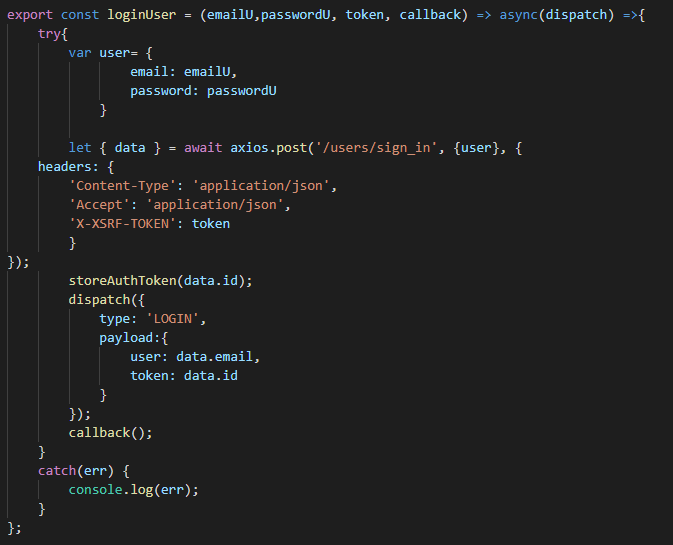 export const loginUser = (emailU,passwordU, token, callback) => async(dispatch) =>{
    try{
        var user= {
                email: emailU,
                password: passwordU
            }

        let { data } = await axios.post('/users/sign_in', {user}, {
    headers: {
        'Content-Type': 'application/json',
        'Accept': 'application/json',
        'X-XSRF-TOKEN': token
        }
});
        storeAuthToken(data.id);
        dispatch({
            type: 'LOGIN',
            payload:{
                user: data.email,
                token: data.id
            }
        });
        callback();
    }
    catch(err) {
        console.log(err);
    }
};